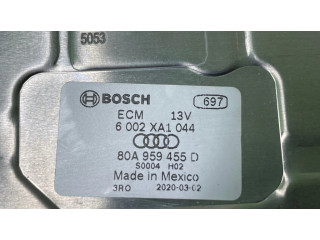 5053
BOSCH
697
ECM 13V
6 002 XA1 044
80A 959 455 D
S0004 H02
Made in Mexico
3R0 2020-03-02